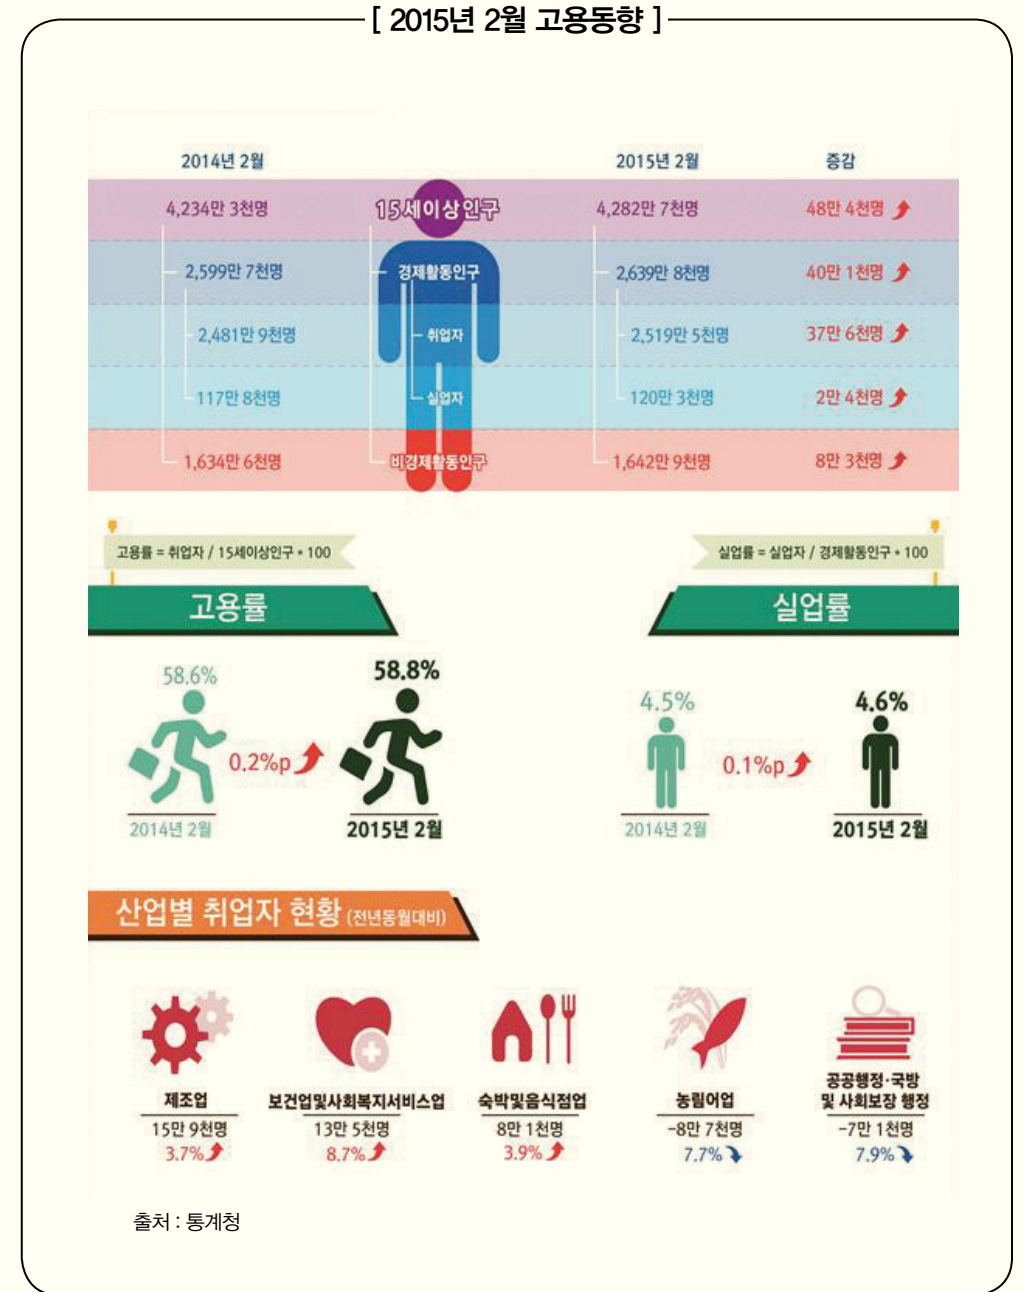 [ 2015년 2월 고용동향 ]
2014년 2월 2015년 2월 증감
4,234만 3천명 15세이상인구 4,282만 7천명 48만 4천명
2,599만 7천명 경제활동인구 2,639만 8천명 40만 1천명
2,481만 9천명 취업자 2,519만 5천명 37만 6천명
117만 8천명 실업자 120만 3천명 2만 4천명
1,634만 6천명 비경제활동인구 1,642만 9천명 8만 3천명
고용률 = 취업자 / 15세이상인구 * 100
고용률
58.6%
58.8%
0.2%p
2014년 2월
2015년 2월
실업률 = 실업자 / 경제활동인구 * 100
실업률
4.5%
4.6%
0.1%p
2014년 2월
2015년 2월
산업별 취업자 현황 (전년동월대비)
제조업
15만 9천명
3.7%
보건업및사회복지서비스업
13만 5천명
8.7%
숙박및음식점업
8만 1천명
3.9%
농림어업
-8만 7천명
7.7%
공공행정·국방
및 사회보장 행정
-7만 1천명
7.9%
출처 : 통계청